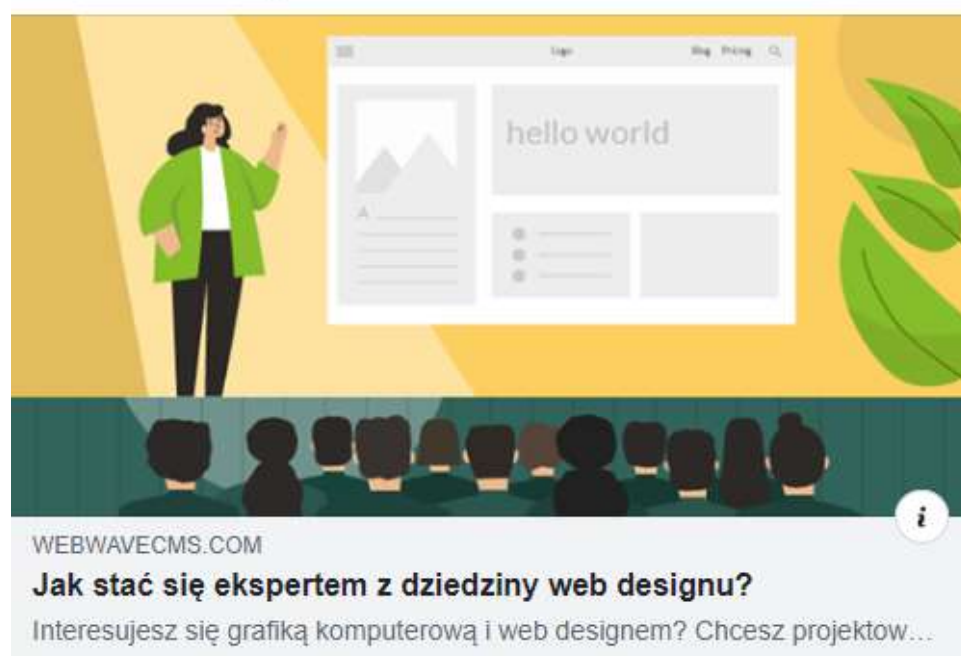 Logo Blog Pricing
hello world
A
i
WEBWAVECMS.COM
Jak stać się ekspertem z dziedziny web designu?
Interesujesz się grafiką komputerową i web designem? Chcesz projektow...